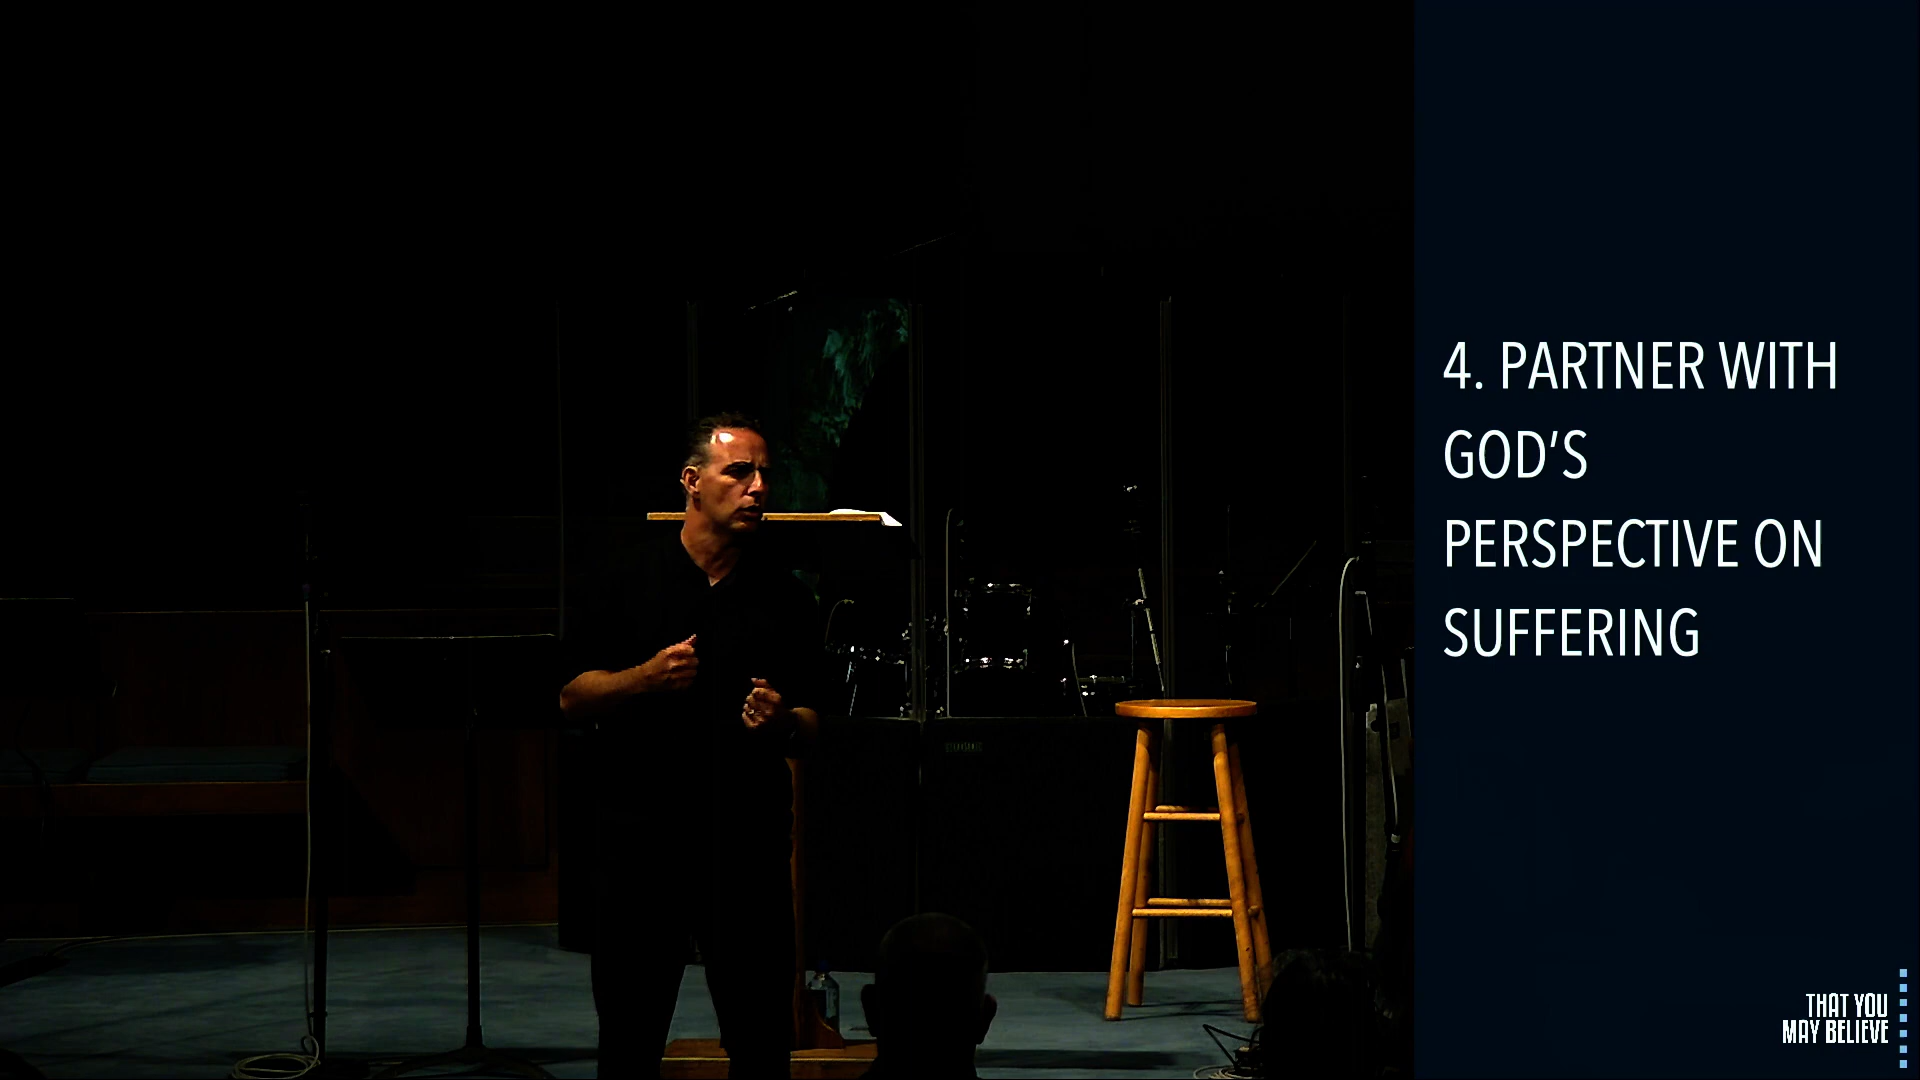 4. PARTNER WITH
GOD'S
PERSPECTIVE ON
SUFFERING
THAT YOU
MAY BELIEVE